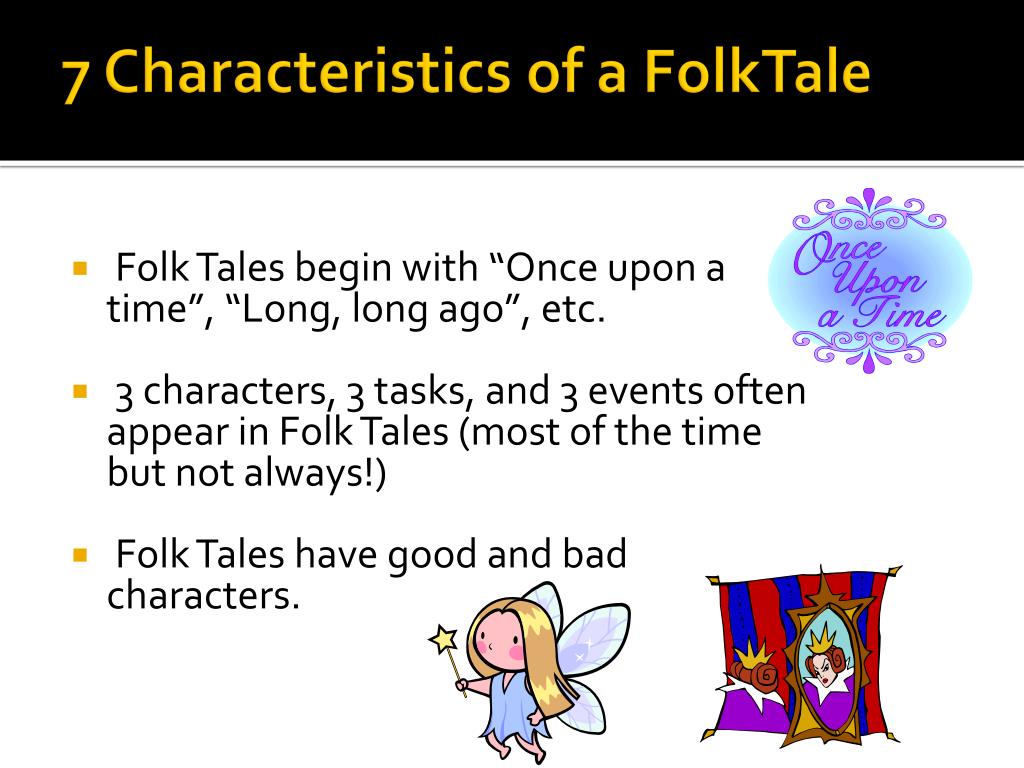 7 Characteristics of a FolkTale
Once
Upon
a Time
Folk Tales begin with “Once upon a
time”, “Long, long ago”, etc.
3 characters, 3 tasks, and 3 events often
appear in Folk Tales (most of the time
but not always!)
Folk Tales have good and bad
characters.